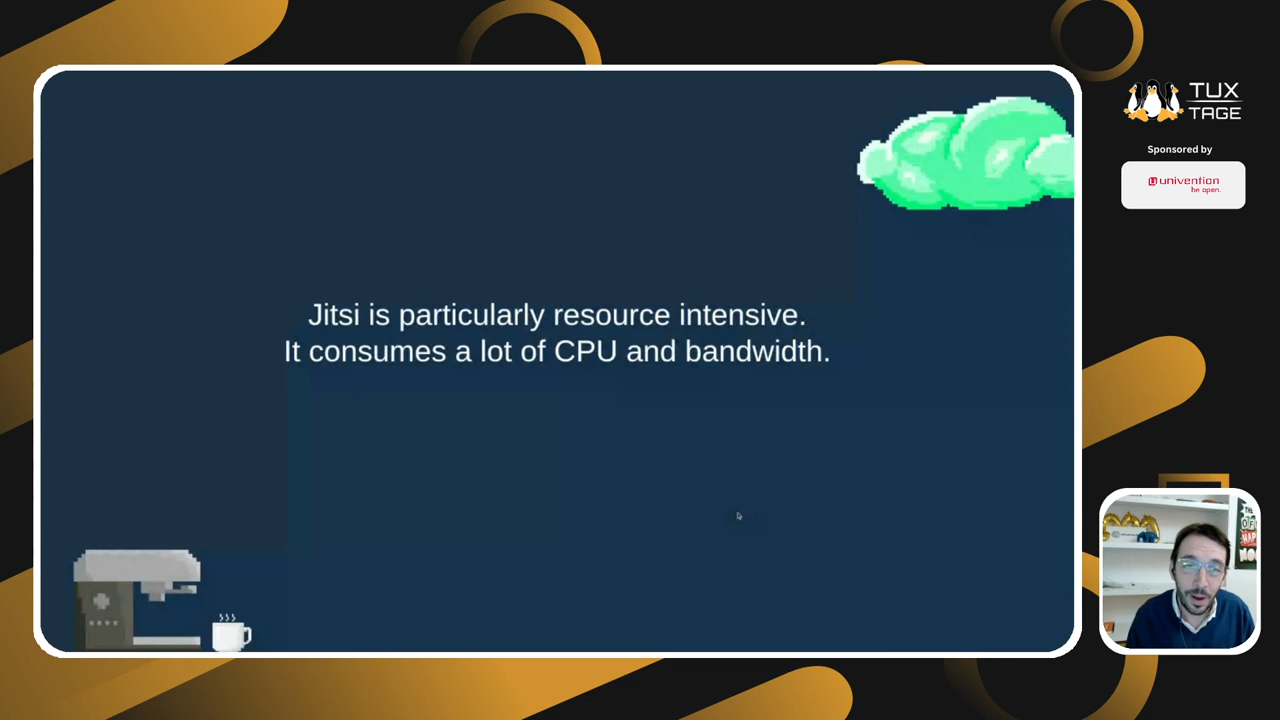 TUX
TAGE
Sponsored by
univention
be open.
Jitsi is particularly resource intensive.
It consumes a lot of CPU and bandwidth.